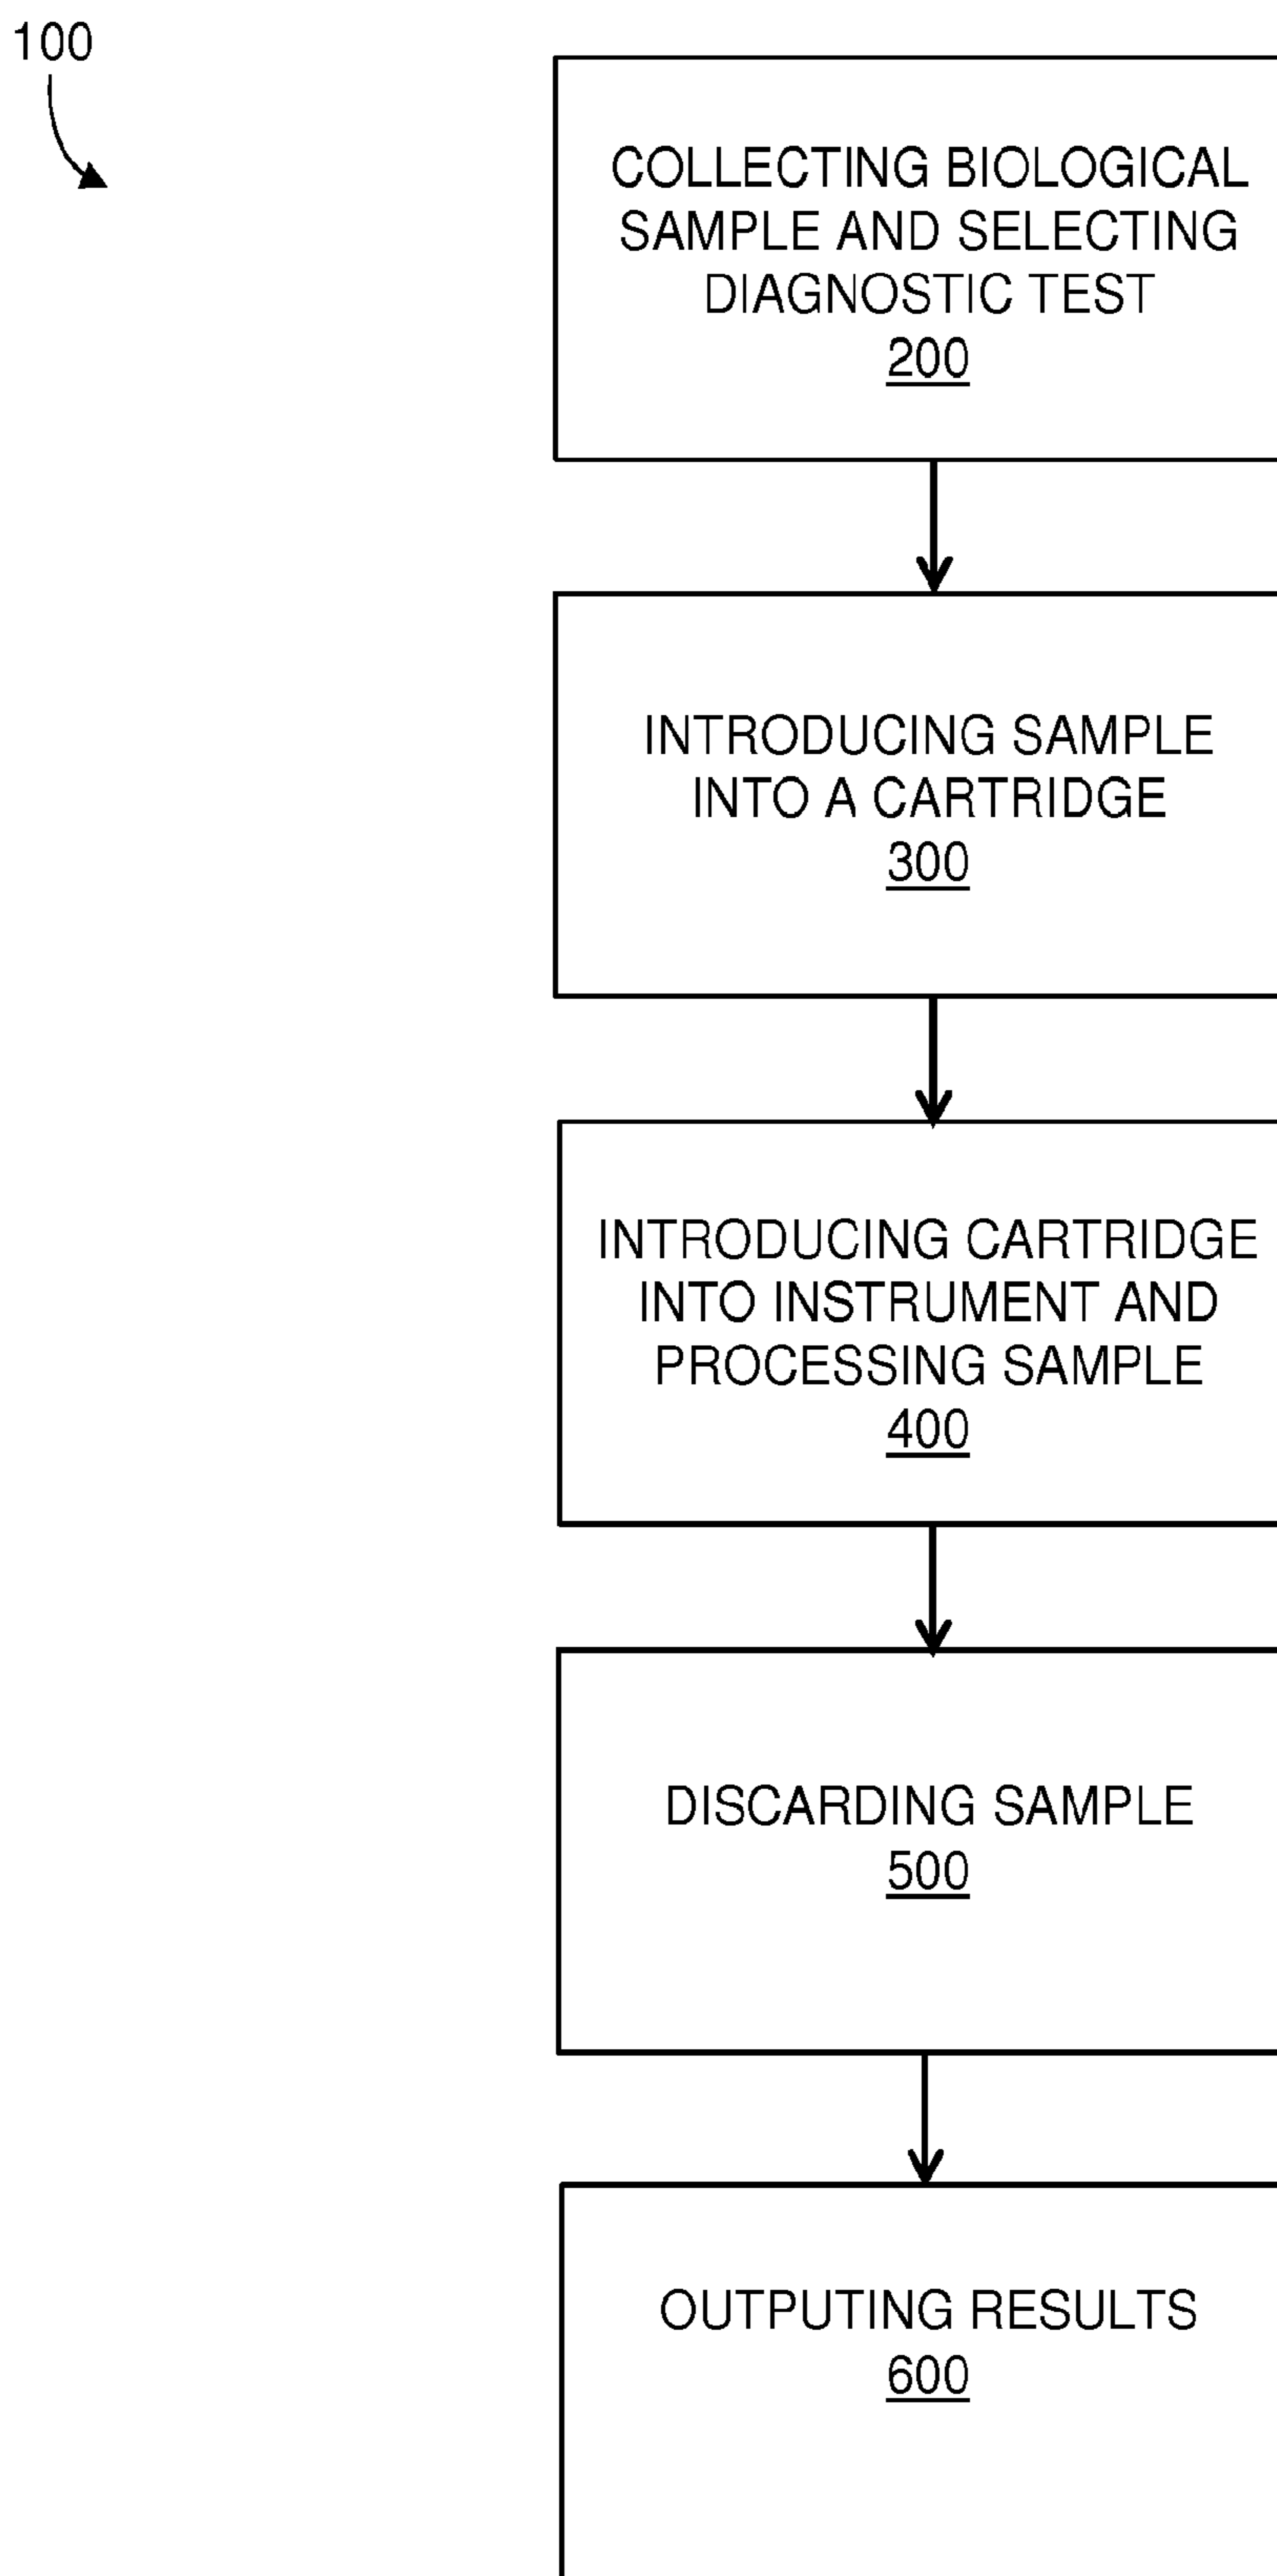 100
COLLECTING BIOLOGICAL
SAMPLE AND SELECTING
DIAGNOSTIC TEST
200
INTRODUCING SAMPLE
INTO A CARTRIDGE
300
INTRODUCING CARTRIDGE
INTO INSTRUMENT AND
PROCESSING SAMPLE
400
DISCARDING SAMPLE
500
OUTPUTING RESULTS
600